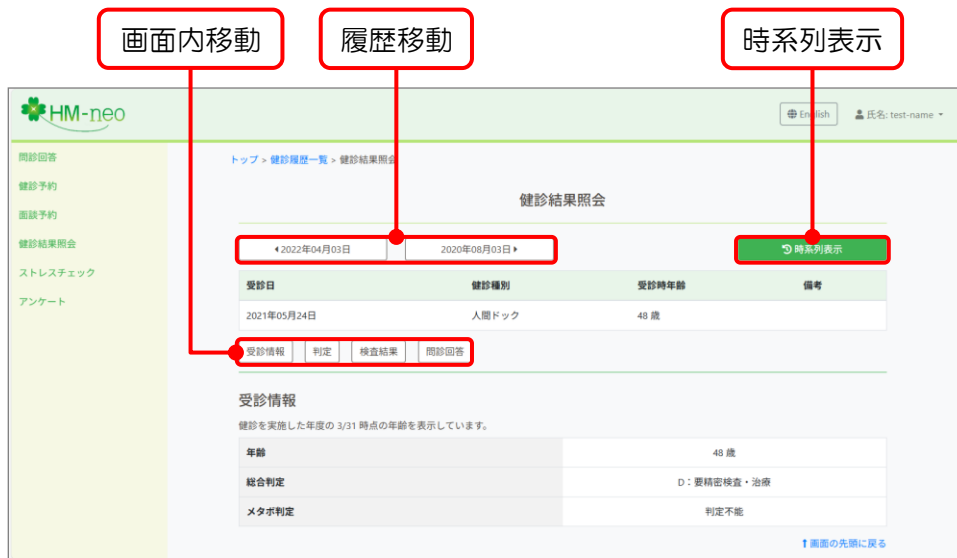 画面内移動 履歴移動 時系列表示
HM-neo
English 氏名: test-name
問診回答
健診予約
面談予約
健診結果照会
ストレスチェック
アンケート
トップ > 健診履歴一覧 > 健診結果照会
健診結果照会
2022年04月03日 2020年08月03日 時系列表示
受診日 健診種別 受診時年齢 備考
2021年05月24日 人間ドック 48 歳
受診情報 判定 検査結果 問診回答
受診情報
健診を実施した年度の 3/31 時点の年齢を表示しています。
年齢 48 歳
総合判定 D:要精密検査・治療
メタボ判定 判定不能
画面の先頭に戻る